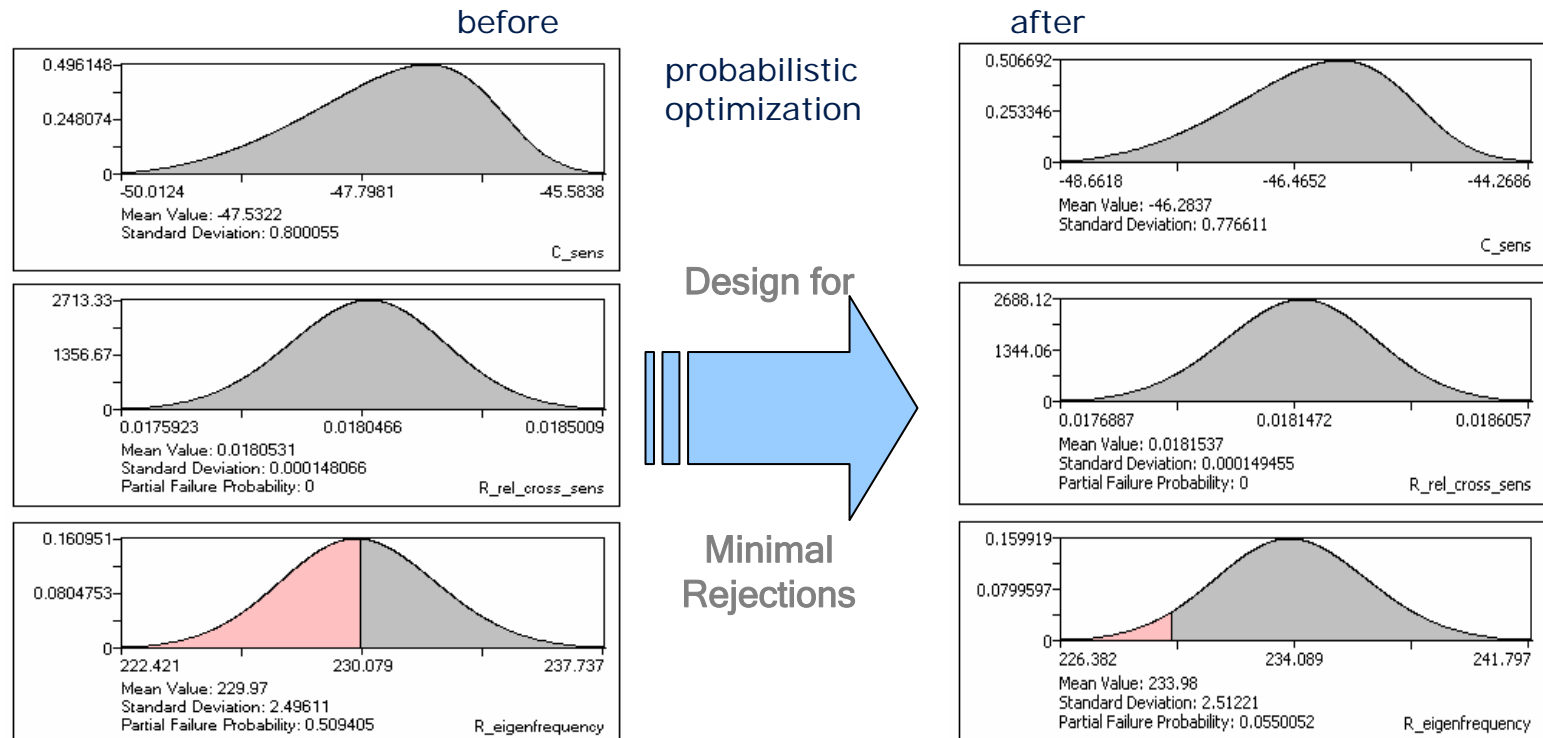 before
after
probabilistic
optimization
0.496148
0.248074
0
-50.0124 -47.7981 -45.5838
Mean Value: -47.5322
Standard Deviation: 0.800055
C_sens
2713.33
1356.67
0
0.0175923 0.0180466 0.0185009
Mean Value: 0.0180531
Standard Deviation: 0.000148066
Partial Failure Probability: 0
R_rel_cross_sens
0.160951
0.0804753
0
222.421 230.079 237.737
Mean Value: 229.97
Standard Deviation: 2.49611
Partial Failure Probability: 0.509405
R_eigenfrequency
Design for
Minimal
Rejections
0.506692
0.253346
0
-48.6618 -46.4652 -44.2686
Mean Value: -46.2837
Standard Deviation: 0.776611
C_sens
2688.12
1344.06
0
0.0176887 0.0181472 0.0186057
Mean Value: 0.0181537
Standard Deviation: 0.000149455
Partial Failure Probability: 0
R_rel_cross_sens
0.159919
0.0799597
0
226.382 234.089 241.797
Mean Value: 233.98
Standard Deviation: 2.51221
Partial Failure Probability: 0.0550052
R_eigenfrequency